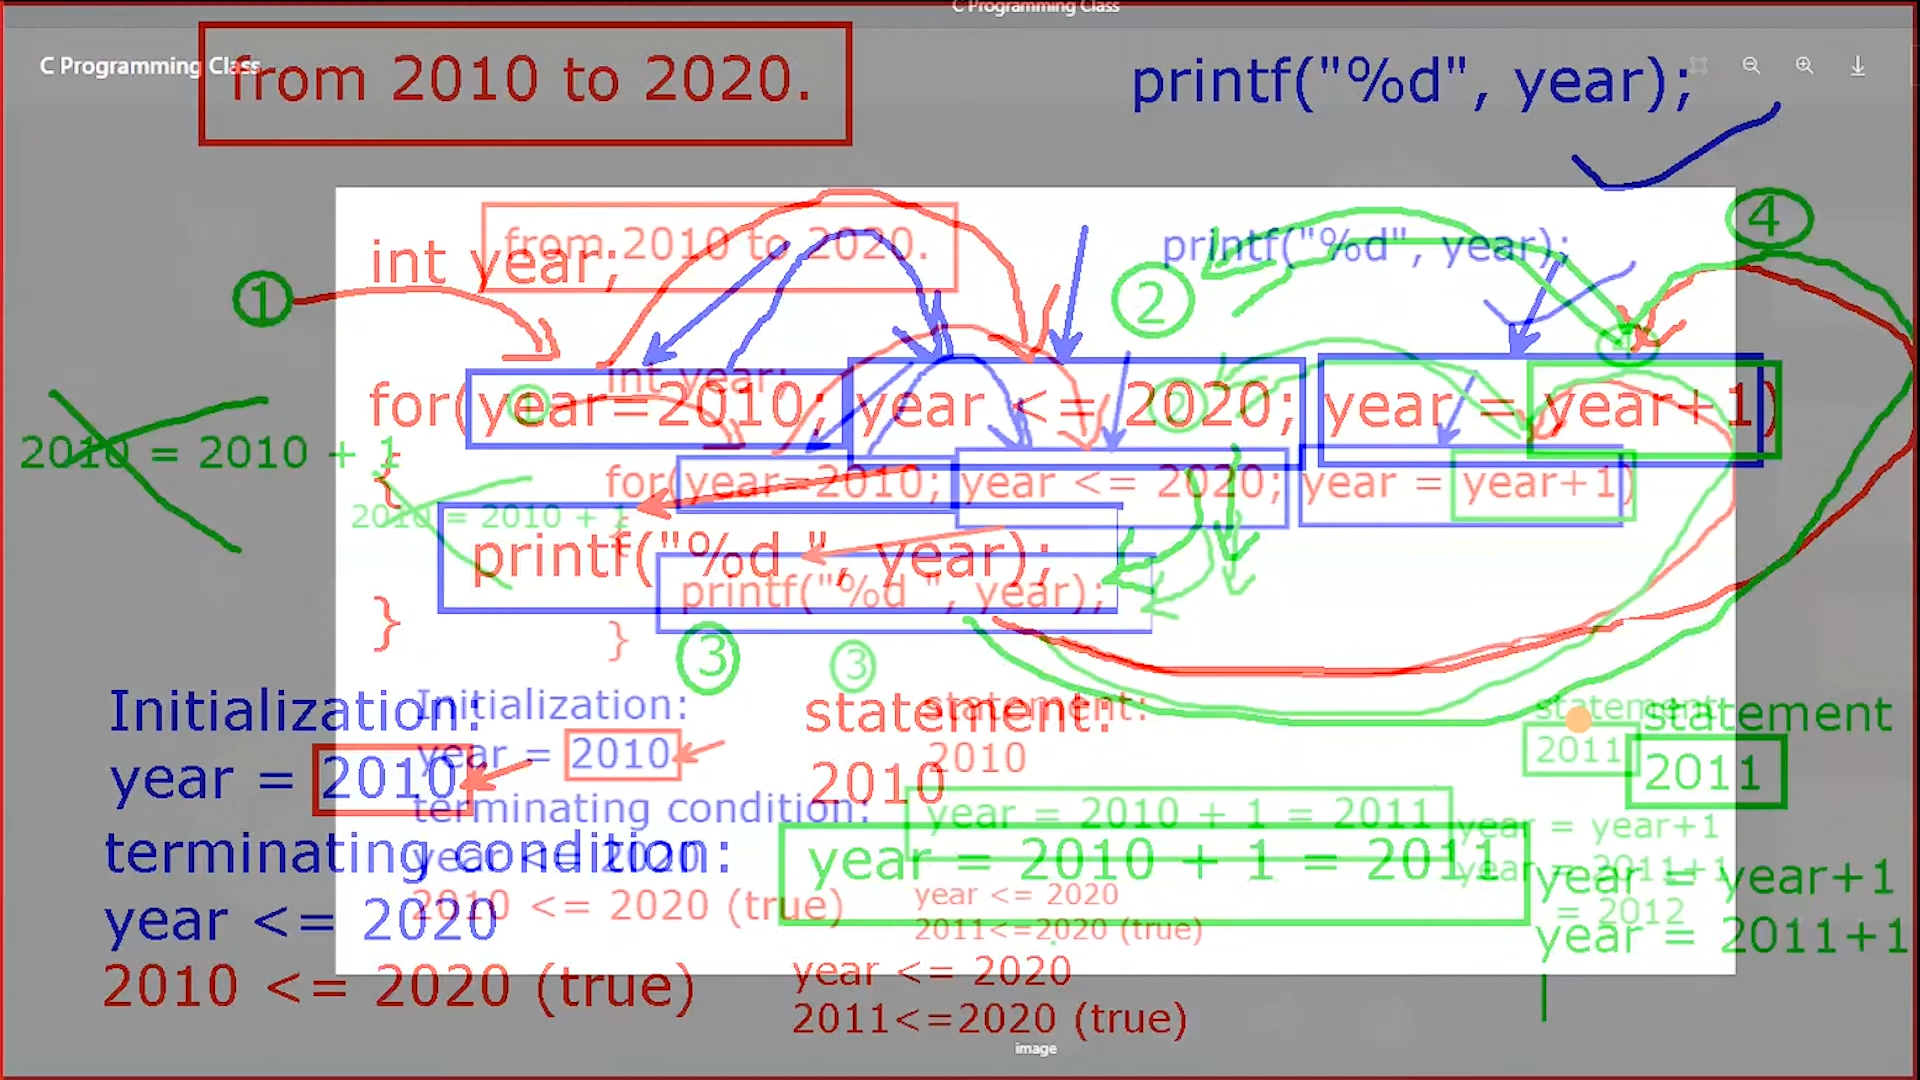 C Programming Class
C Programming Class
from 2010 to 2020.
printf("%d", year);
4
1
int year;
2
for(year=2010; year <= 2020; year = year+1)
2010 = 2010 + 1
{
printf("%d ", year);
}
3
Initialization:
year = 2010
terminating condition:
year <= 2020
2010 <= 2020 (true)
statement:
2010
year = 2010 + 1 = 2011
year <= 2020
2011<=2020 (true)
statement
2011
year = year+1
year = 2011+1
from 2010 to 2020.
printf("%d", year);
4
int year;
1
2
for(year=2010; year <= 2020; year = year+1)
2010 = 2010 + 1
{
printf("%d ", year);
}
3
Initialization:
year = 2010
terminating condition:
year <= 2020
2010 <= 2020 (true)
statement:
2010
year = 2010 + 1 = 2011
year <= 2020
2011<=2020 (true)
statement
2011
year = year+1
year = 2011+1
= 2012
image